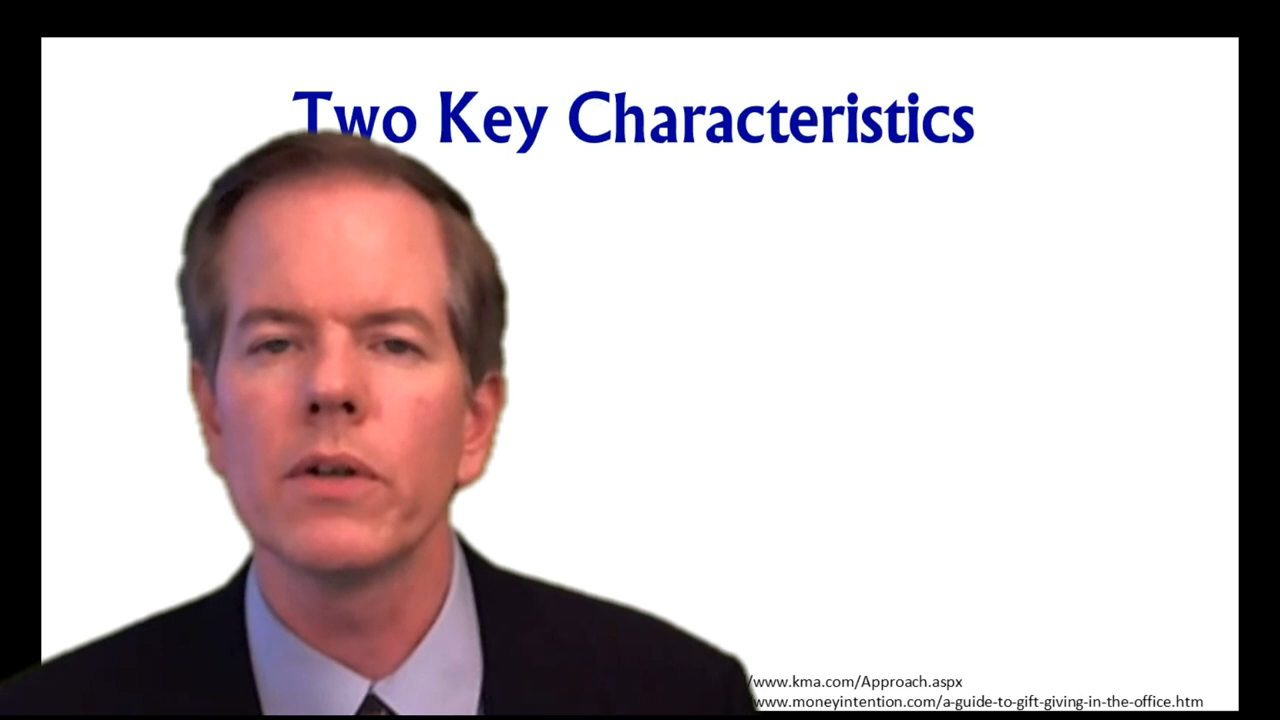 Two Key Characteristics
/www.kma.com/Approach.aspx
www.moneyintention.com/a-guide-to-gift-giving-in-the-office.htm